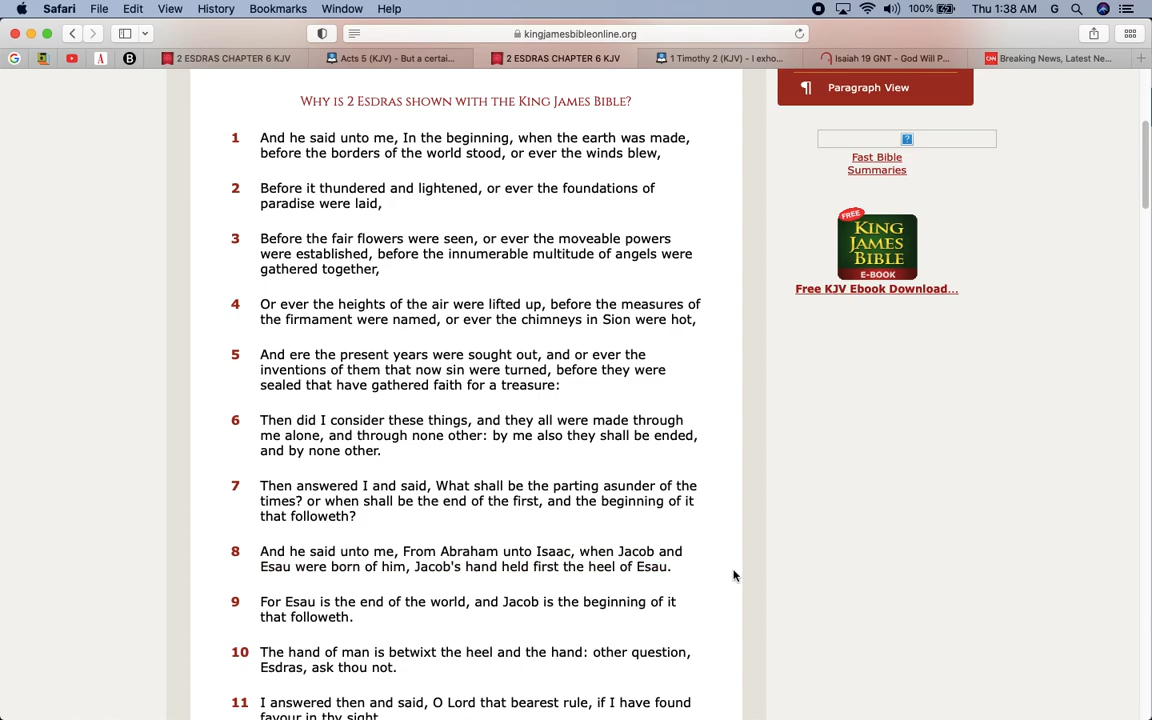 Safari File Edit View History Bookmarks Window Help 100% Thu 1:38 AM G
kingjamesbibleonline.org
2 ESDRAS CHAPTER 6 KJV Acts 5 (KJV) - But a certai... 2 ESDRAS CHAPTER 6 KJV 1 Timothy 2 (KJV) - I exho... Isaiah 19 GNT - God Will P... CNN Breaking News, Latest Ne...
Why is 2 Esdras shown with the King James Bible?
1 And he said unto me, In the beginning, when the earth was made,
before the borders of the world stood, or ever the winds blew,
2 Before it thundered and lightened, or ever the foundations of
paradise were laid,
3 Before the fair flowers were seen, or ever the moveable powers
were established, before the innumerable multitude of angels were
gathered together,
4 Or ever the heights of the air were lifted up, before the measures of
the firmament were named, or ever the chimneys in Sion were hot,
5 And ere the present years were sought out, and or ever the
inventions of them that now sin were turned, before they were
sealed that have gathered faith for a treasure:
6 Then did I consider these things, and they all were made through
me alone, and through none other: by me also they shall be ended,
and by none other.
7 Then answered I and said, What shall be the parting asunder of the
times? or when shall be the end of the first, and the beginning of it
that followeth?
8 And he said unto me, From Abraham unto Isaac, when Jacob and
Esau were born of him, Jacob's hand held first the heel of Esau.
9 For Esau is the end of the world, and Jacob is the beginning of it
that followeth.
10 The hand of man is betwixt the heel and the hand: other question,
Esdras, ask thou not.
11 I answered then and said, O Lord that bearest rule, if I have found
favour in thy sight,
¶ Paragraph View
Fast Bible
Summaries
FREE
KING
JAMES
BIBLE
E-BOOK
Free KJV Ebook Download...